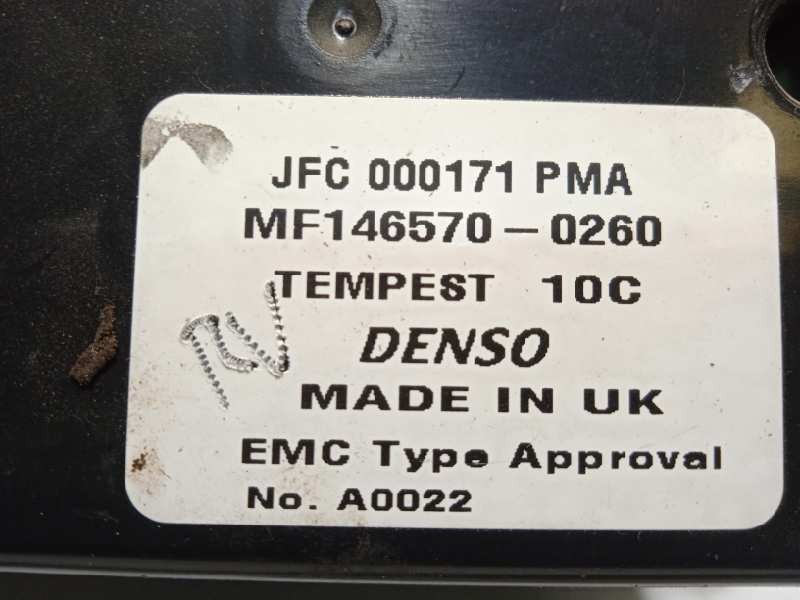 JFC 000171 PMA
MF146570-0260
TEMPEST 10C
DENSO
MADE IN UK
EMC Type Approval
No. A0022